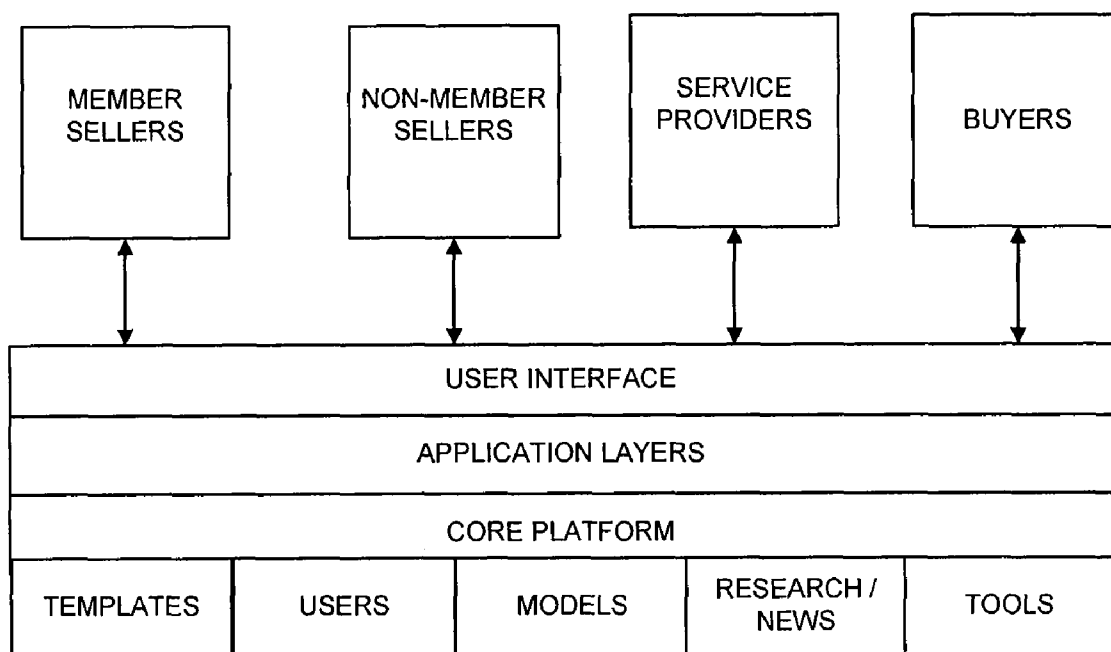 MEMBER
SELLERS
NON-MEMBER
SELLERS
SERVICE
PROVIDERS
BUYERS
USER INTERFACE
APPLICATION LAYERS
CORE PLATFORM
TEMPLATES
USERS
MODELS
RESEARCH /
NEWS
TOOLS